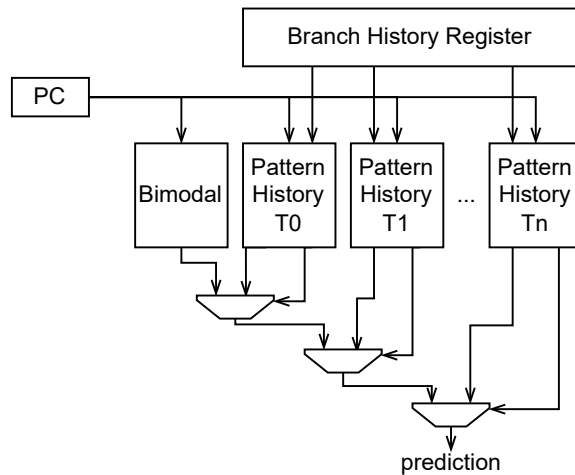 Branch History Register
PC
Bimodal
Pattern
History
T0
Pattern
History
T1
...
Pattern
History
Tn
prediction